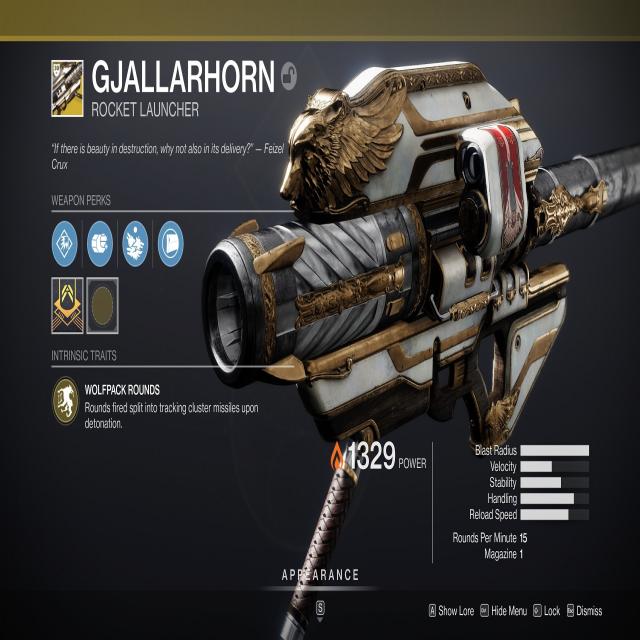 GJALLARHORN
ROCKET LAUNCHER
"If there is beauty in destruction, why not also in its delivery?" — Feizel
Crux
WEAPON PERKS
INTRINSIC TRAITS
WOLFPACK ROUNDS
Rounds fired split into tracking cluster missiles upon
detonation.
1329 POWER
Blast Radius
Velocity
Stability
Handling
Reload Speed
Rounds Per Minute 15
Magazine 1
APPEARANCE
S
A Show Lore
Hide Menu
Lock
Dismiss